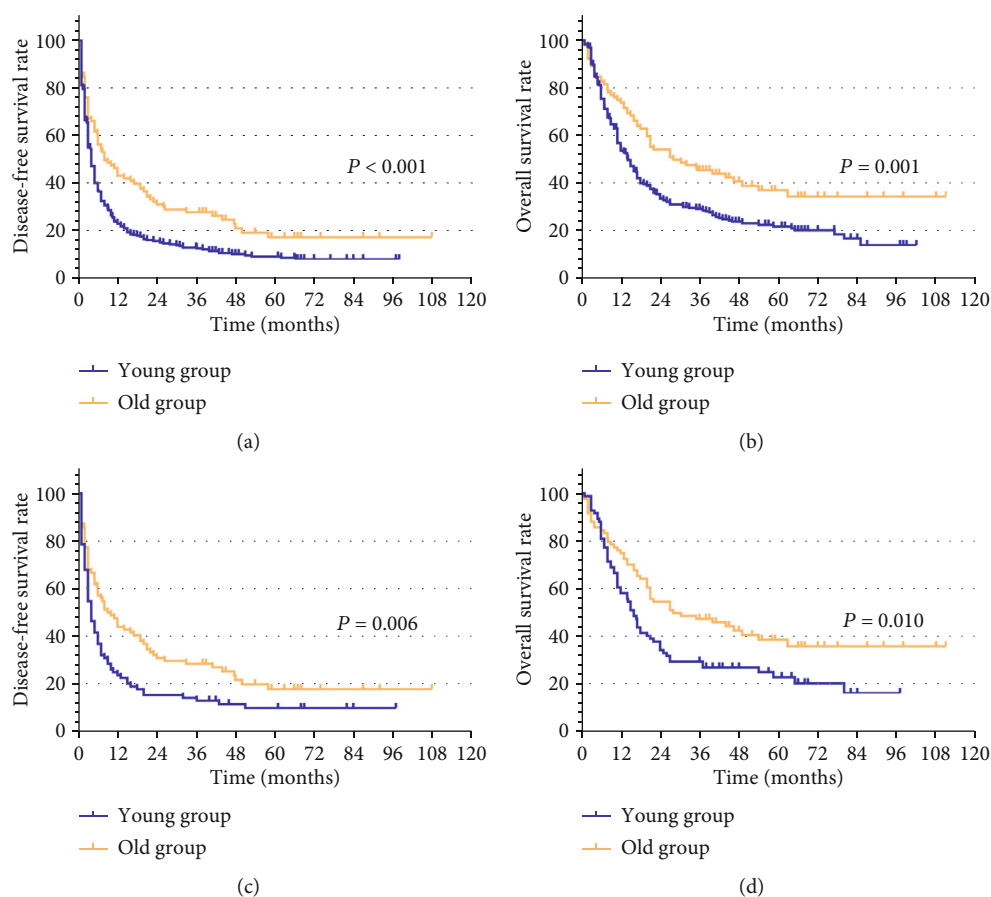 Disease-free survival rate
100
80
60
40
20
0
P < 0.001
0 12 24 36 48 60 72 84 96 108 120
Time (months)
Young group
Old group
(a)
Overall survival rate
100
80
60
40
20
0
P = 0.001
0 12 24 36 48 60 72 84 96 108 120
Time (months)
Young group
Old group
(b)
Disease-free survival rate
100
80
60
40
20
0
P = 0.006
0 12 24 36 48 60 72 84 96 108 120
Time (months)
Young group
Old group
(c)
Overall survival rate
100
80
60
40
20
0
P = 0.010
0 12 24 36 48 60 72 84 96 108 120
Time (months)
Young group
Old group
(d)